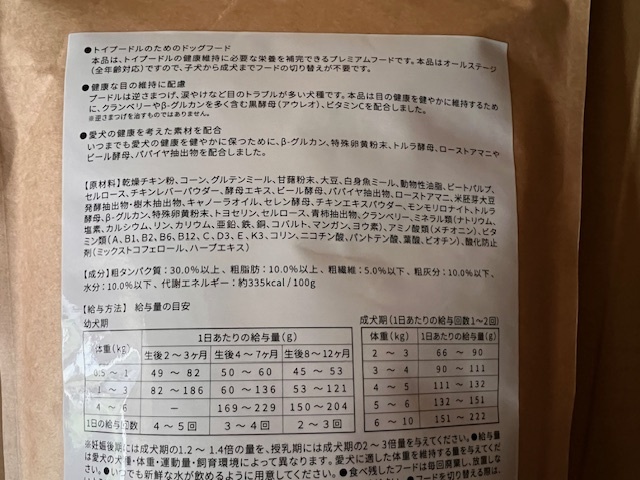 ●トイプードルのためのドッグフード
本品は、トイプードルの健康維持に必要な栄養を補完できるプレミアムフードです。本品はオールステージ
(全年齢対応)ですので、子犬から成犬までフードの切り替えが不要です。
●健康な目の維持に配慮
プードルは逆さまつげ、涙やけなど目のトラブルが多い犬種です。本品は目の健康を健やかに維持するため
に、クランベリーやβ-グルカンを多く含む黒酵母(アウレオ)、ビタミンCを配合しました。
※逆さまつげを治すものではありません。
●愛犬の健康を考えた素材を配合
いつまでも愛犬の健康を健やかに保つために、β-グルカン、特殊卵黄粉末、トルラ酵母、ローストアマニや
ビール酵母、パパイヤ抽出物を配合しました。
【原材料】乾燥チキン粉、コーン、グルテンミール、甘藷粉末、大豆、白身魚ミール、動物性油脂、ビートパルプ、
セルロース、チキンレバーパウダー、酵母エキス、ビール酵母、パパイヤ抽出物、ローストアマニ、米胚芽大豆
発酵抽出物・樹木抽出物、キャノーラオイル、セレン酵母、チキンエキスパウダー、モンモリロナイト、トルラ
酵母、β-グルカン、特殊卵黄粉末、トヨセリン、セルロース、青柿抽出物、クランベリー、ミネラル類(ナトリウム、
塩素、カルシウム、リン、カリウム、亜鉛、鉄、銅、コバルト、マンガン、ヨウ素)、アミノ酸類(メチオニン)、ビタ
ミン類(A、B1、B2、B6、B12、C、D3、E、K3、コリン、ニコチン酸、パントテン酸、葉酸、ビオチン)、酸化防止
剤(ミックストコフェロール、ハーブエキス)
【成分】粗タンパク質：30.0％以上、粗脂肪：10.0％以上、粗繊維：5.0％以下、粗灰分：10.0％以下、
水分：10.0％以下、代謝エネルギー：約335kcal/100g
【給与方法】 給与量の目安
幼犬期
体重(kg) 1日あたりの給与量(g)
生後2～3ヶ月 生後4～7ヶ月 生後8～12ヶ月
0.5～1 49～82 50～60 45～53
1～3 82～186 60～136 53～121
4～6 － 169～229 150～204
1日の給与回数 4～5回 3～4回 2～3回
成犬期(1日あたりの給与回数1～2回)
体重(kg) 1日あたりの給与量(g)
2～3 66～90
3～4 90～111
4～5 111～132
5～6 132～151
6～10 151～222
※妊娠後期には成犬期の1.2～1.4倍の量を、授乳期には成犬期の2～3倍量を与えてください。●給与量
は愛犬の犬種・体重・運動量・飼育環境によって異なります。愛犬に適した体重を維持する量を与えてく
ださい。●いつでも新鮮な水が飲めるように用意してください。●食べ残したフードは毎回廃棄し、放置しな
●フードを切り替える際は、